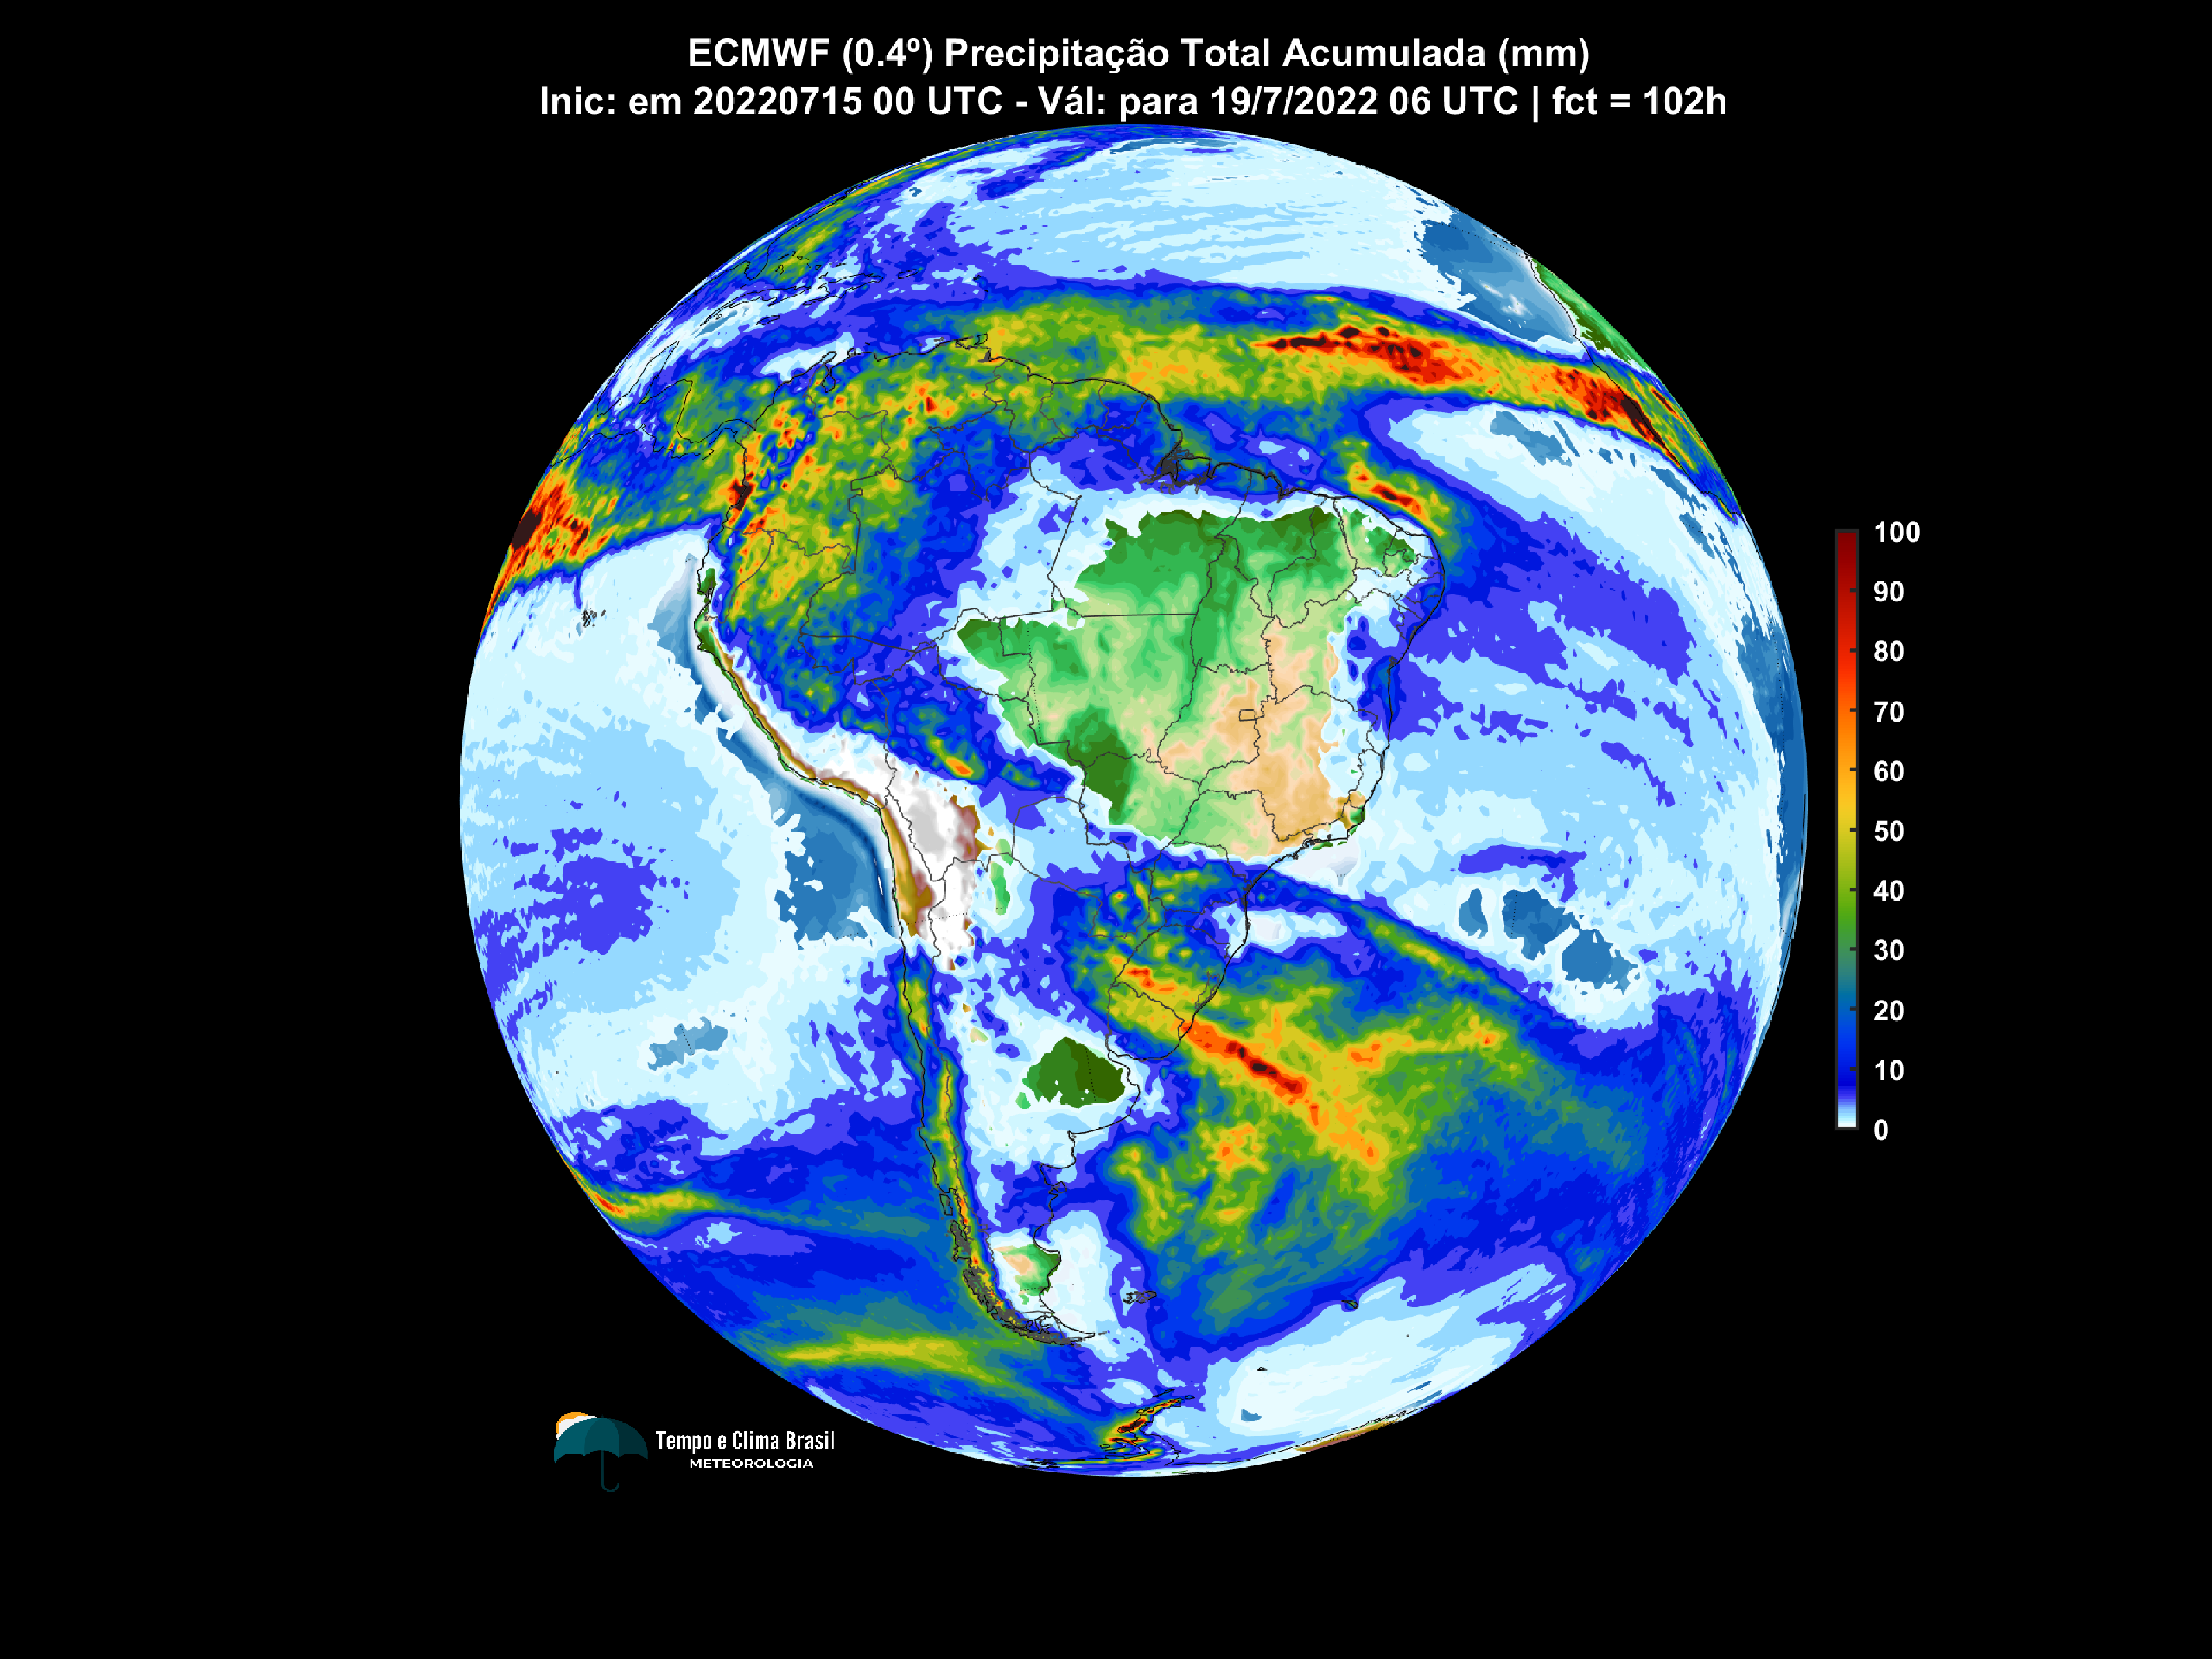 ECMWF (0.4º) Precipitação Total Acumulada (mm)
Inic: em 20220715 00 UTC - Vál: para 19/7/2022 06 UTC | fct = 102h
100
90
80
70
60
50
40
30
20
10
0
Tempo e Clima Brasil
METEOROLOGIA